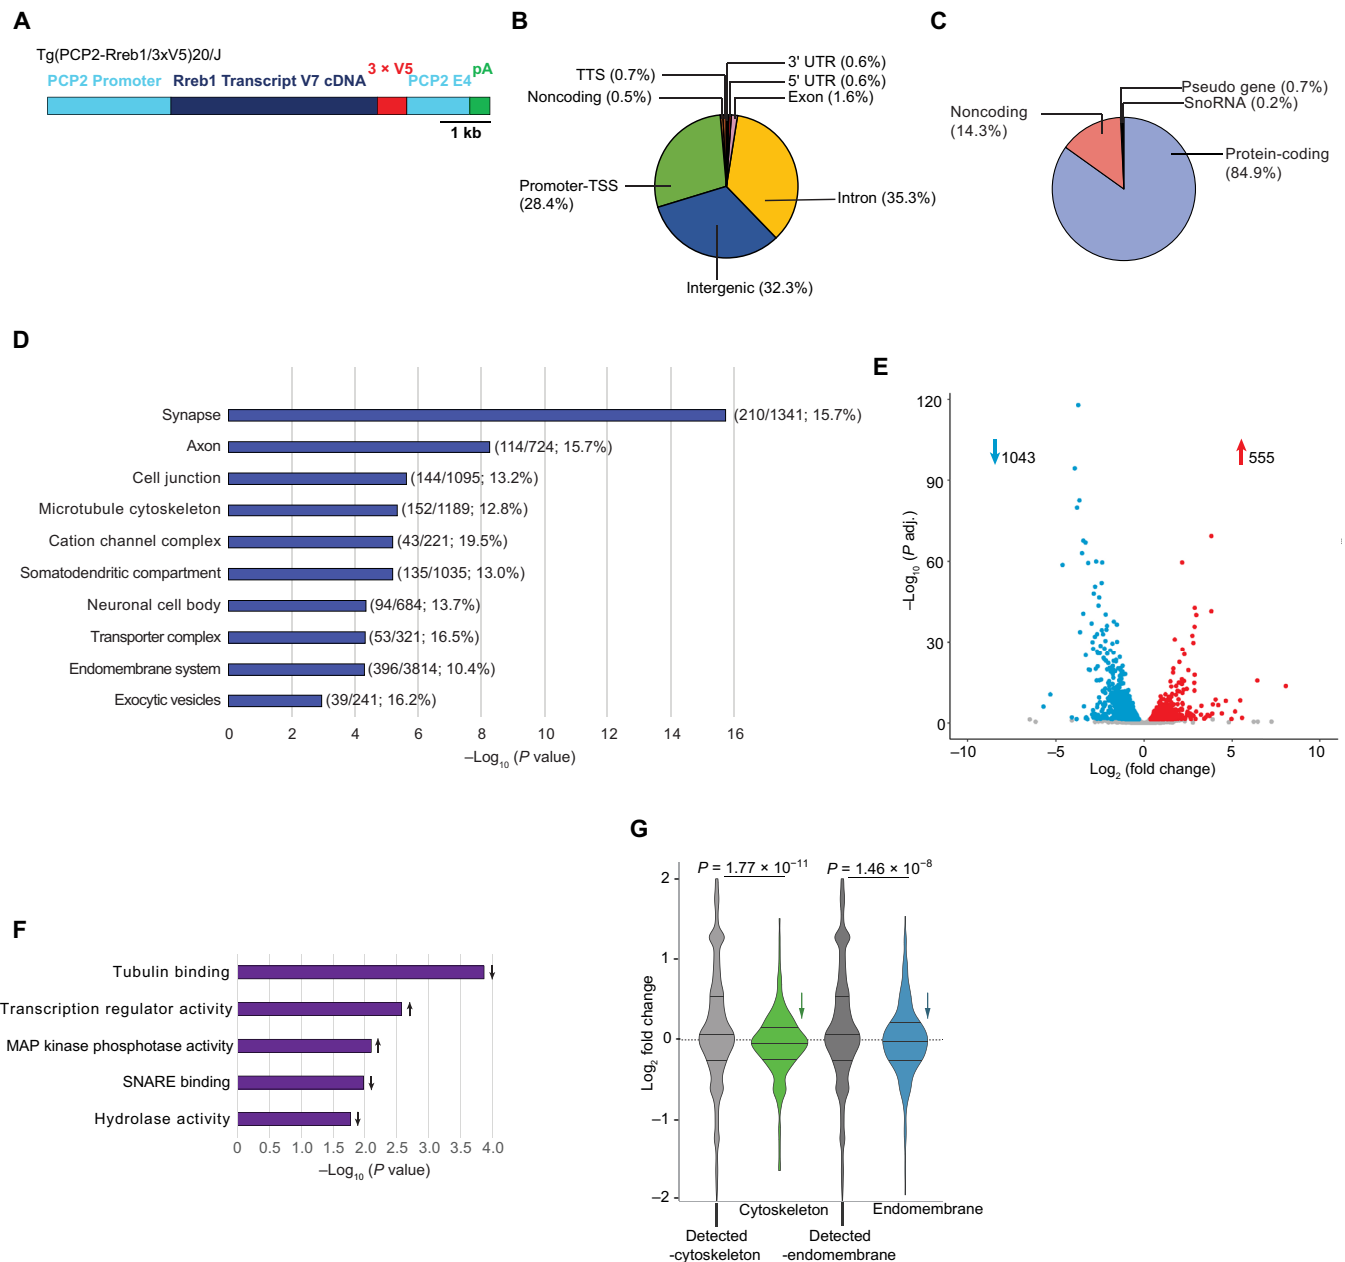 A
Tg(PCP2-Rreb1/3xV5)20/J
PCP2 Promoter
Rreb1 Transcript V7 cDNA
3 × V5
PCP2 E4
pA
1 kb
B
TTS (0.7%)
Noncoding (0.5%)
3' UTR (0.6%)
5' UTR (0.6%)
Exon (1.6%)
Promoter-TSS
(28.4%)
Intron (35.3%)
Intergenic (32.3%)
C
Pseudo gene (0.7%)
SnoRNA (0.2%)
Noncoding
(14.3%)
Protein-coding
(84.9%)
D
Synapse (210/1341; 15.7%)
Axon (114/724; 15.7%)
Cell junction (144/1095; 13.2%)
Microtubule cytoskeleton (152/1189; 12.8%)
Cation channel complex (43/221; 19.5%)
Somatodendritic compartment (135/1035; 13.0%)
Neuronal cell body (94/684; 13.7%)
Transporter complex (53/321; 16.5%)
Endomembrane system (396/3814; 10.4%)
Exocytic vesicles (39/241; 16.2%)
0 2 4 6 8 10 12 14 16
–Log10 (P value)
E
120
90
60
30
0
–Log10 (P adj.)
1043
555
–10 –5 0 5 10
Log2 (fold change)
F
Tubulin binding
Transcription regulator activity
MAP kinase phosphotase activity
SNARE binding
Hydrolase activity
0 0.5 1.0 1.5 2.0 2.5 3.0 3.5 4.0
–Log10 (P value)
G
P = 1.77 × 10−11
P = 1.46 × 10−8
2
1
0
–1
–2
Log2 fold change
Cytoskeleton
Endomembrane
Detected
-cytoskeleton
Detected
-endomembrane